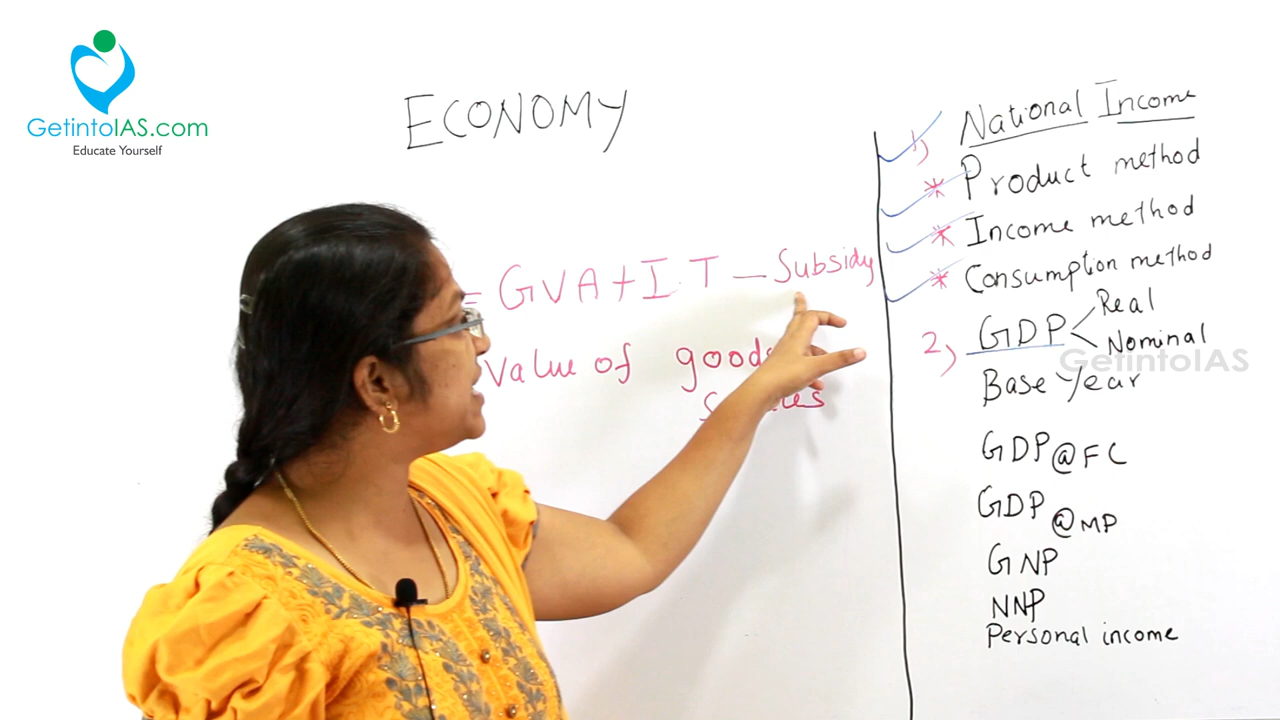 GetintoIAS.com
Educate Yourself
ECONOMY
= GVA + I.T — Subsidy
Value of goods
1) National Income
* Product method
* Income method
* Consumption method
2) GDP Real
Nominal
GetintoIAS
Base Year
GDP @ FC
GDP @ MP
GNP
NNP
Personal income